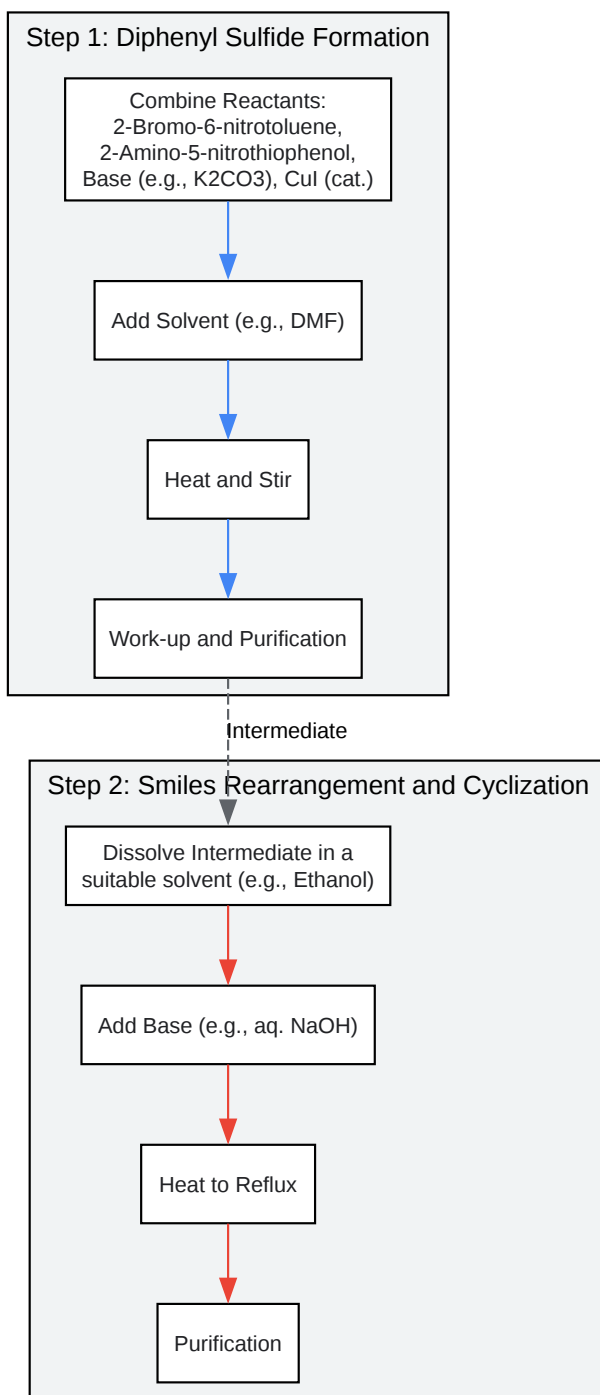 Step 1: Diphenyl Sulfide Formation
Combine Reactants:
2-Bromo-6-nitrotoluene,
2-Amino-5-nitrothiophenol,
Base (e.g., K2CO3), CuI (cat.)
Add Solvent (e.g., DMF)
Heat and Stir
Work-up and Purification
Intermediate
Step 2: Smiles Rearrangement and Cyclization
Dissolve Intermediate in a
suitable solvent (e.g., Ethanol)
Add Base (e.g., aq. NaOH)
Heat to Reflux
Purification